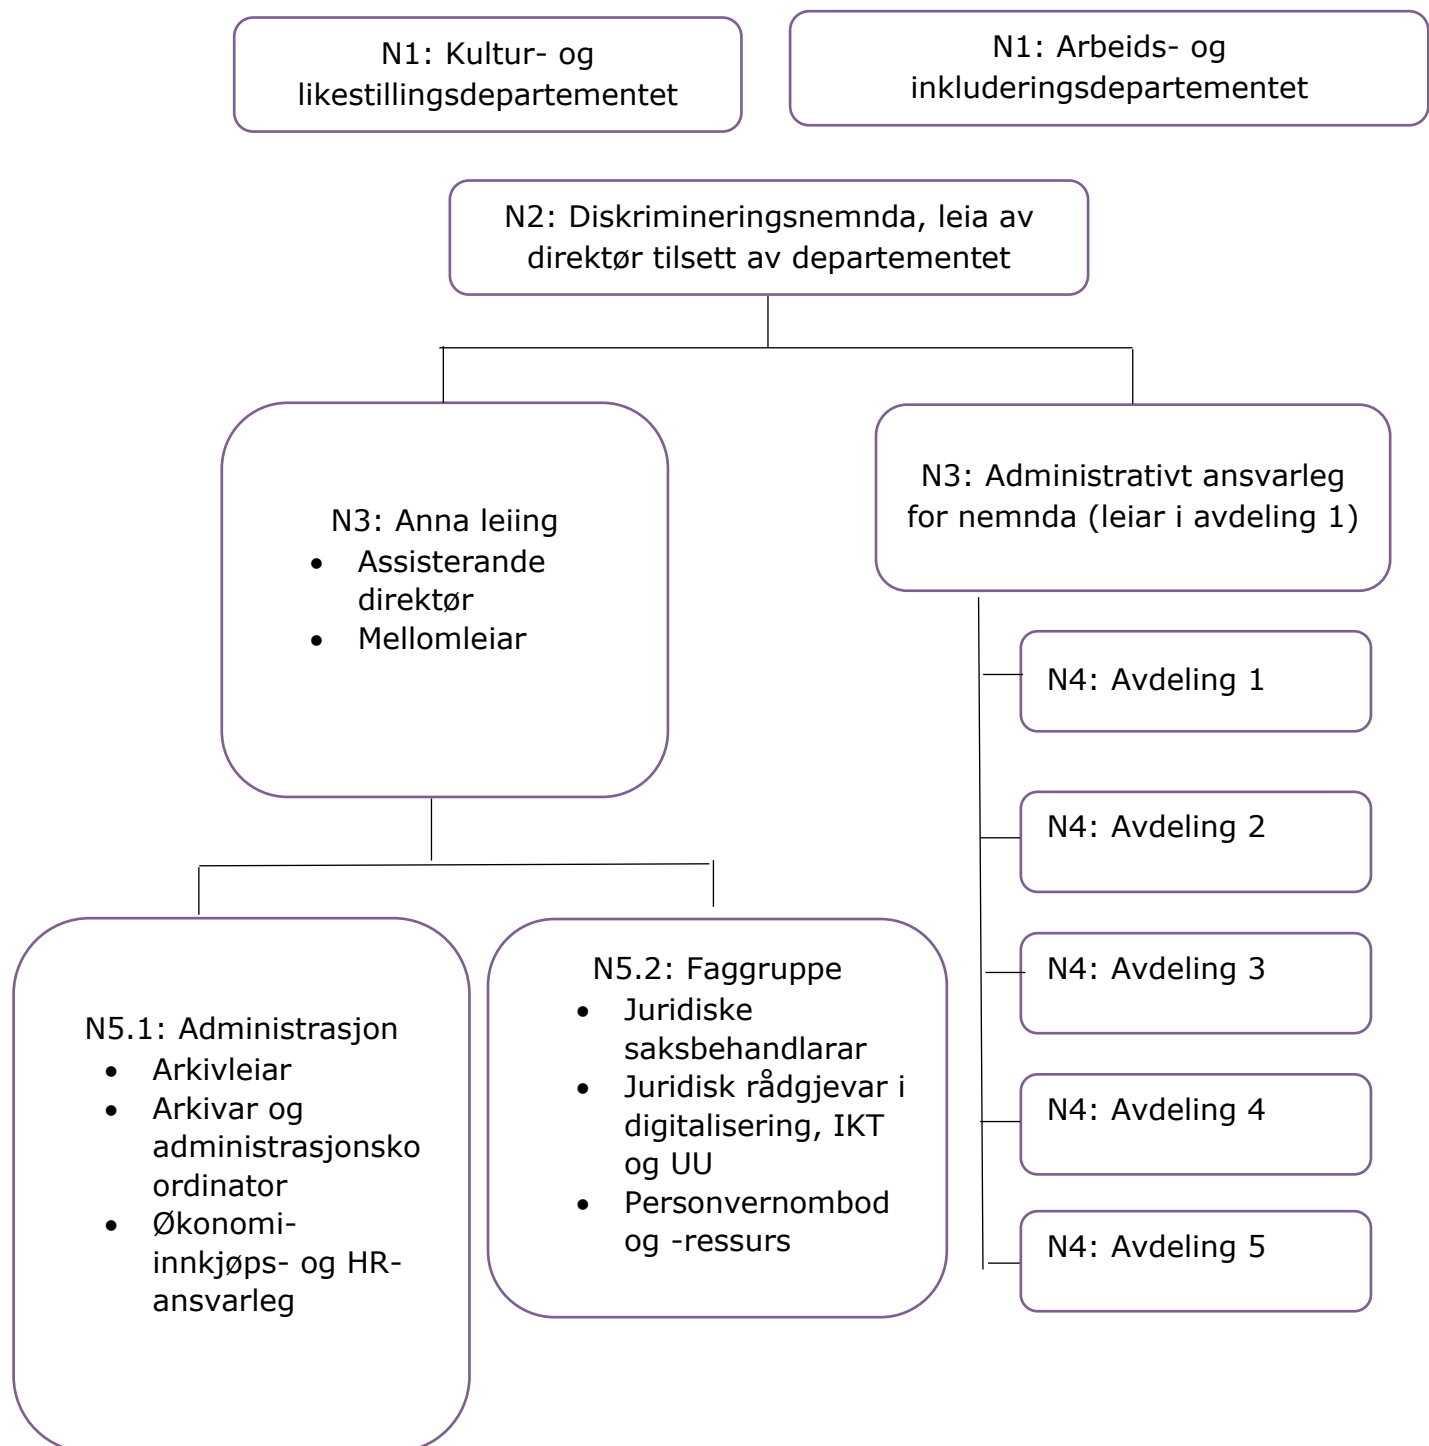 N1: Kultur- og
likestillingsdepartementet
N1: Arbeids- og
inkluderingsdepartementet
N2: Diskrimineringsnemnda, leia av
direktør tilsett av departementet
N3: Anna leiing
• Assisterande
direktør
• Mellomleiar
N3: Administrativt ansvarleg
for nemnda (leiar i avdeling 1)
N4: Avdeling 1
N4: Avdeling 2
N4: Avdeling 3
N4: Avdeling 4
N4: Avdeling 5
N5.1: Administrasjon
• Arkivleiar
• Arkivar og
administrasjonsko
ordinator
• Økonomi-
innkjøps- og HR-
ansvarleg
N5.2: Faggruppe
• Juridiske
saksbehandlarar
• Juridisk rådgjevar i
digitalisering, IKT
og UU
• Personvernombod
og -ressurs